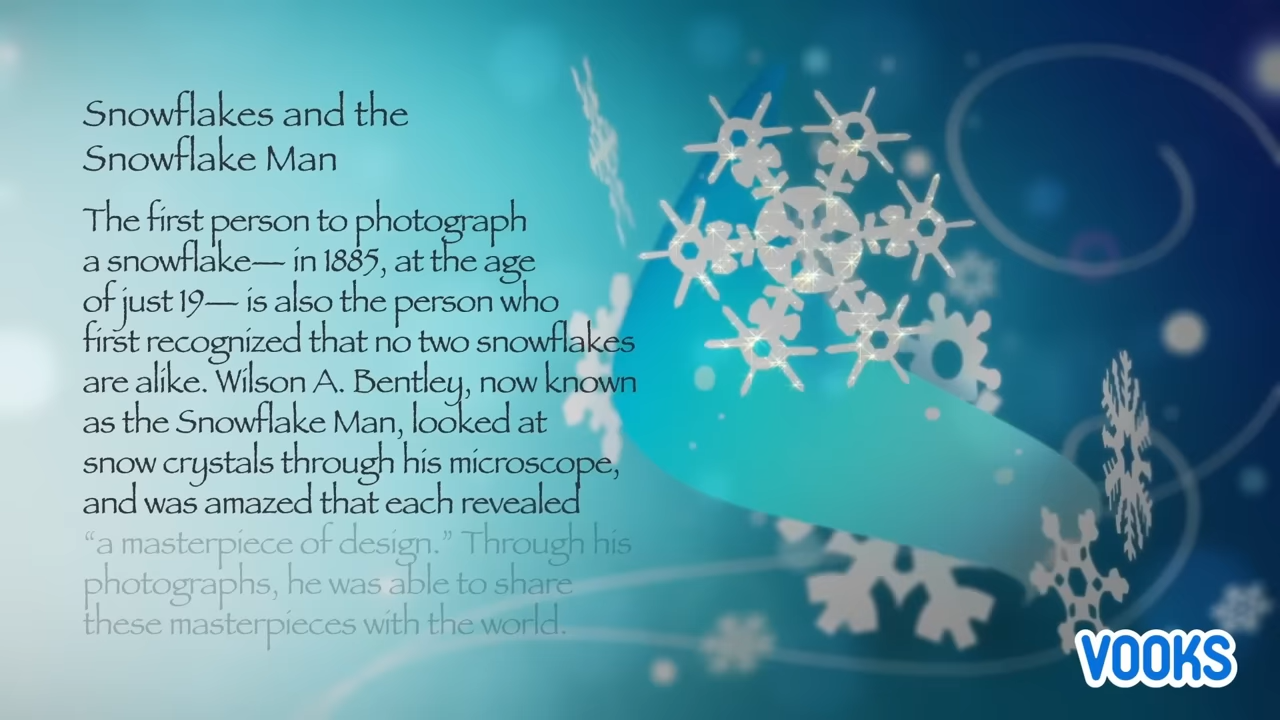 Snowflakes and the
Snowflake Man
The first person to photograph
a snowflake— in 1885, at the age
of just 19— is also the person who
first recognized that no two snowflakes
are alike. Wilson A. Bentley, now known
as the Snowflake Man, looked at
snow crystals through his microscope,
and was amazed that each revealed
“a masterpiece of design.” Through his
photographs, he was able to share
these masterpieces with the world.
VOOKS